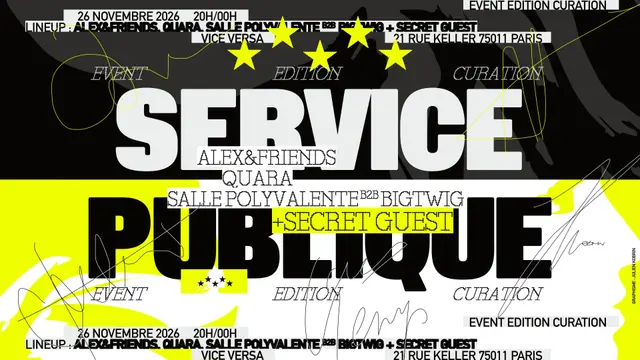 EVENT EDITION CURATION
26 NOVEMBRE 2026 20H/00H
LINEUP : ALEX&FRIENDS. QUARA. SALLE POLYVALENTE B2B BIGTWIG + SECRET GUEST
VICE VERSA 21 RUE KELLER 75011 PARIS
EVENT EDITION CURATION
SERVICE
ALEX&FRIENDS
QUARA
SALLE POLYVALENTE B2B BIGTWIG
+SECRET GUEST
PUBLIQUE
GRAPHISME : JULIEN KOERIN
EVENT EDITION CURATION
EVENT EDITION CURATION
26 NOVEMBRE 2026 20H/00H
LINEUP : ALEX&FRIENDS. QUARA. SALLE POLYVALENTE B2B BIGTWIG + SECRET GUEST
VICE VERSA 21 RUE KELLER 75011 PARIS